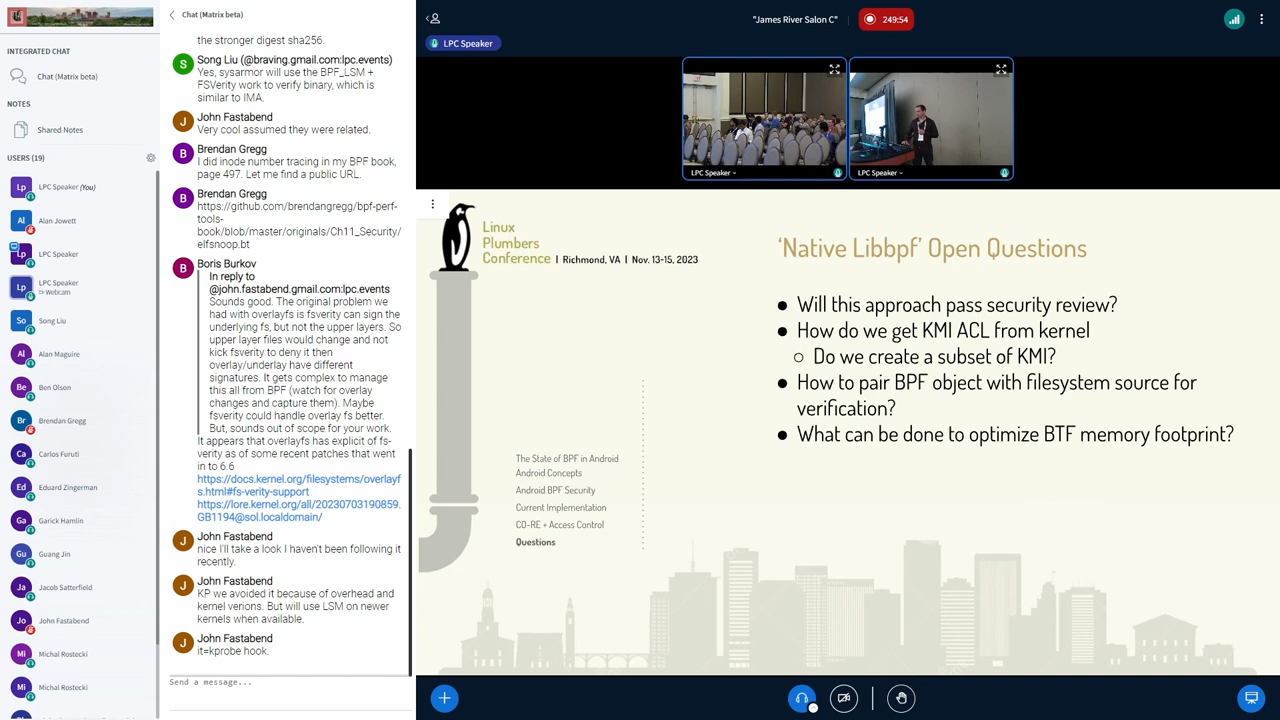 INTEGRATED CHAT
Chat (Matrix beta)
NOTES
Shared Notes
USERS (19)
Lp LPC Speaker (You)
Al Alan Jowett
Lp LPC Speaker
Lp LPC Speaker
Webcam
So Song Liu
Al Alan Maguire
Be Ben Olson
Br Brendan Gregg
Ca Carlos Furuti
Ed Eduard Zingerman
Ga Garick Hamlin
Gu Guang Jin
Ja Jacob Satterfield
Jo John Fastabend
Mi Michal Rostecki
Mi Michal Rostecki
Chat (Matrix beta)
the stronger digest sha256.
S Song Liu (@braving.gmail.com:lpc.events)
Yes, sysarmor will use the BPF_LSM +
FSVerity work to verify binary, which is
similar to IMA.
J John Fastabend
Very cool assumed they were related.
B Brendan Gregg
I did inode number tracing in my BPF book,
page 497. Let me find a public URL.
B Brendan Gregg
https://github.com/brendangregg/bpf-perf-
tools-
book/blob/master/originals/Ch11_Security/
elfsnoop.bt
B Boris Burkov
In reply to
@john.fastabend.gmail.com:lpc.events
Sounds good. The original problem we
had with overlayfs is fsverity can sign the
underlying fs, but not the upper layers. So
upper layer files would change and not
kick fsverity to deny it then
overlay/underlay have different
signatures. It gets complex to manage
this all from BPF (watch for overlay
changes and capture them). Maybe
fsverity could handle overlay fs better.
But, sounds out of scope for your work.
It appears that overlayfs has explicit of fs-
verity as of some recent patches that went
in to 6.6
https://docs.kernel.org/filesystems/overlayf
s.html#fs-verity-support
https://lore.kernel.org/all/20230703190859.
GB1194@sol.localdomain/
J John Fastabend
nice I'll take a look I haven't been following it
recently.
J John Fastabend
KP we avoided it because of overhead and
kernel verions. But will use LSM on newer
kernels when available.
J John Fastabend
it=kprobe hook.
Send a message...
"James River Salon C"
249:54
LPC Speaker
LPC Speaker
LPC Speaker
Linux
Plumbers
Conference | Richmond, VA | Nov. 13-15, 2023
The State of BPF in Android
Android Concepts
Android BPF Security
Current Implementation
CO-RE + Access Control
Questions
‘Native Libbpf’ Open Questions
● Will this approach pass security review?
● How do we get KMI ACL from kernel
○ Do we create a subset of KMI?
● How to pair BPF object with filesystem source for
verification?
● What can be done to optimize BTF memory footprint?